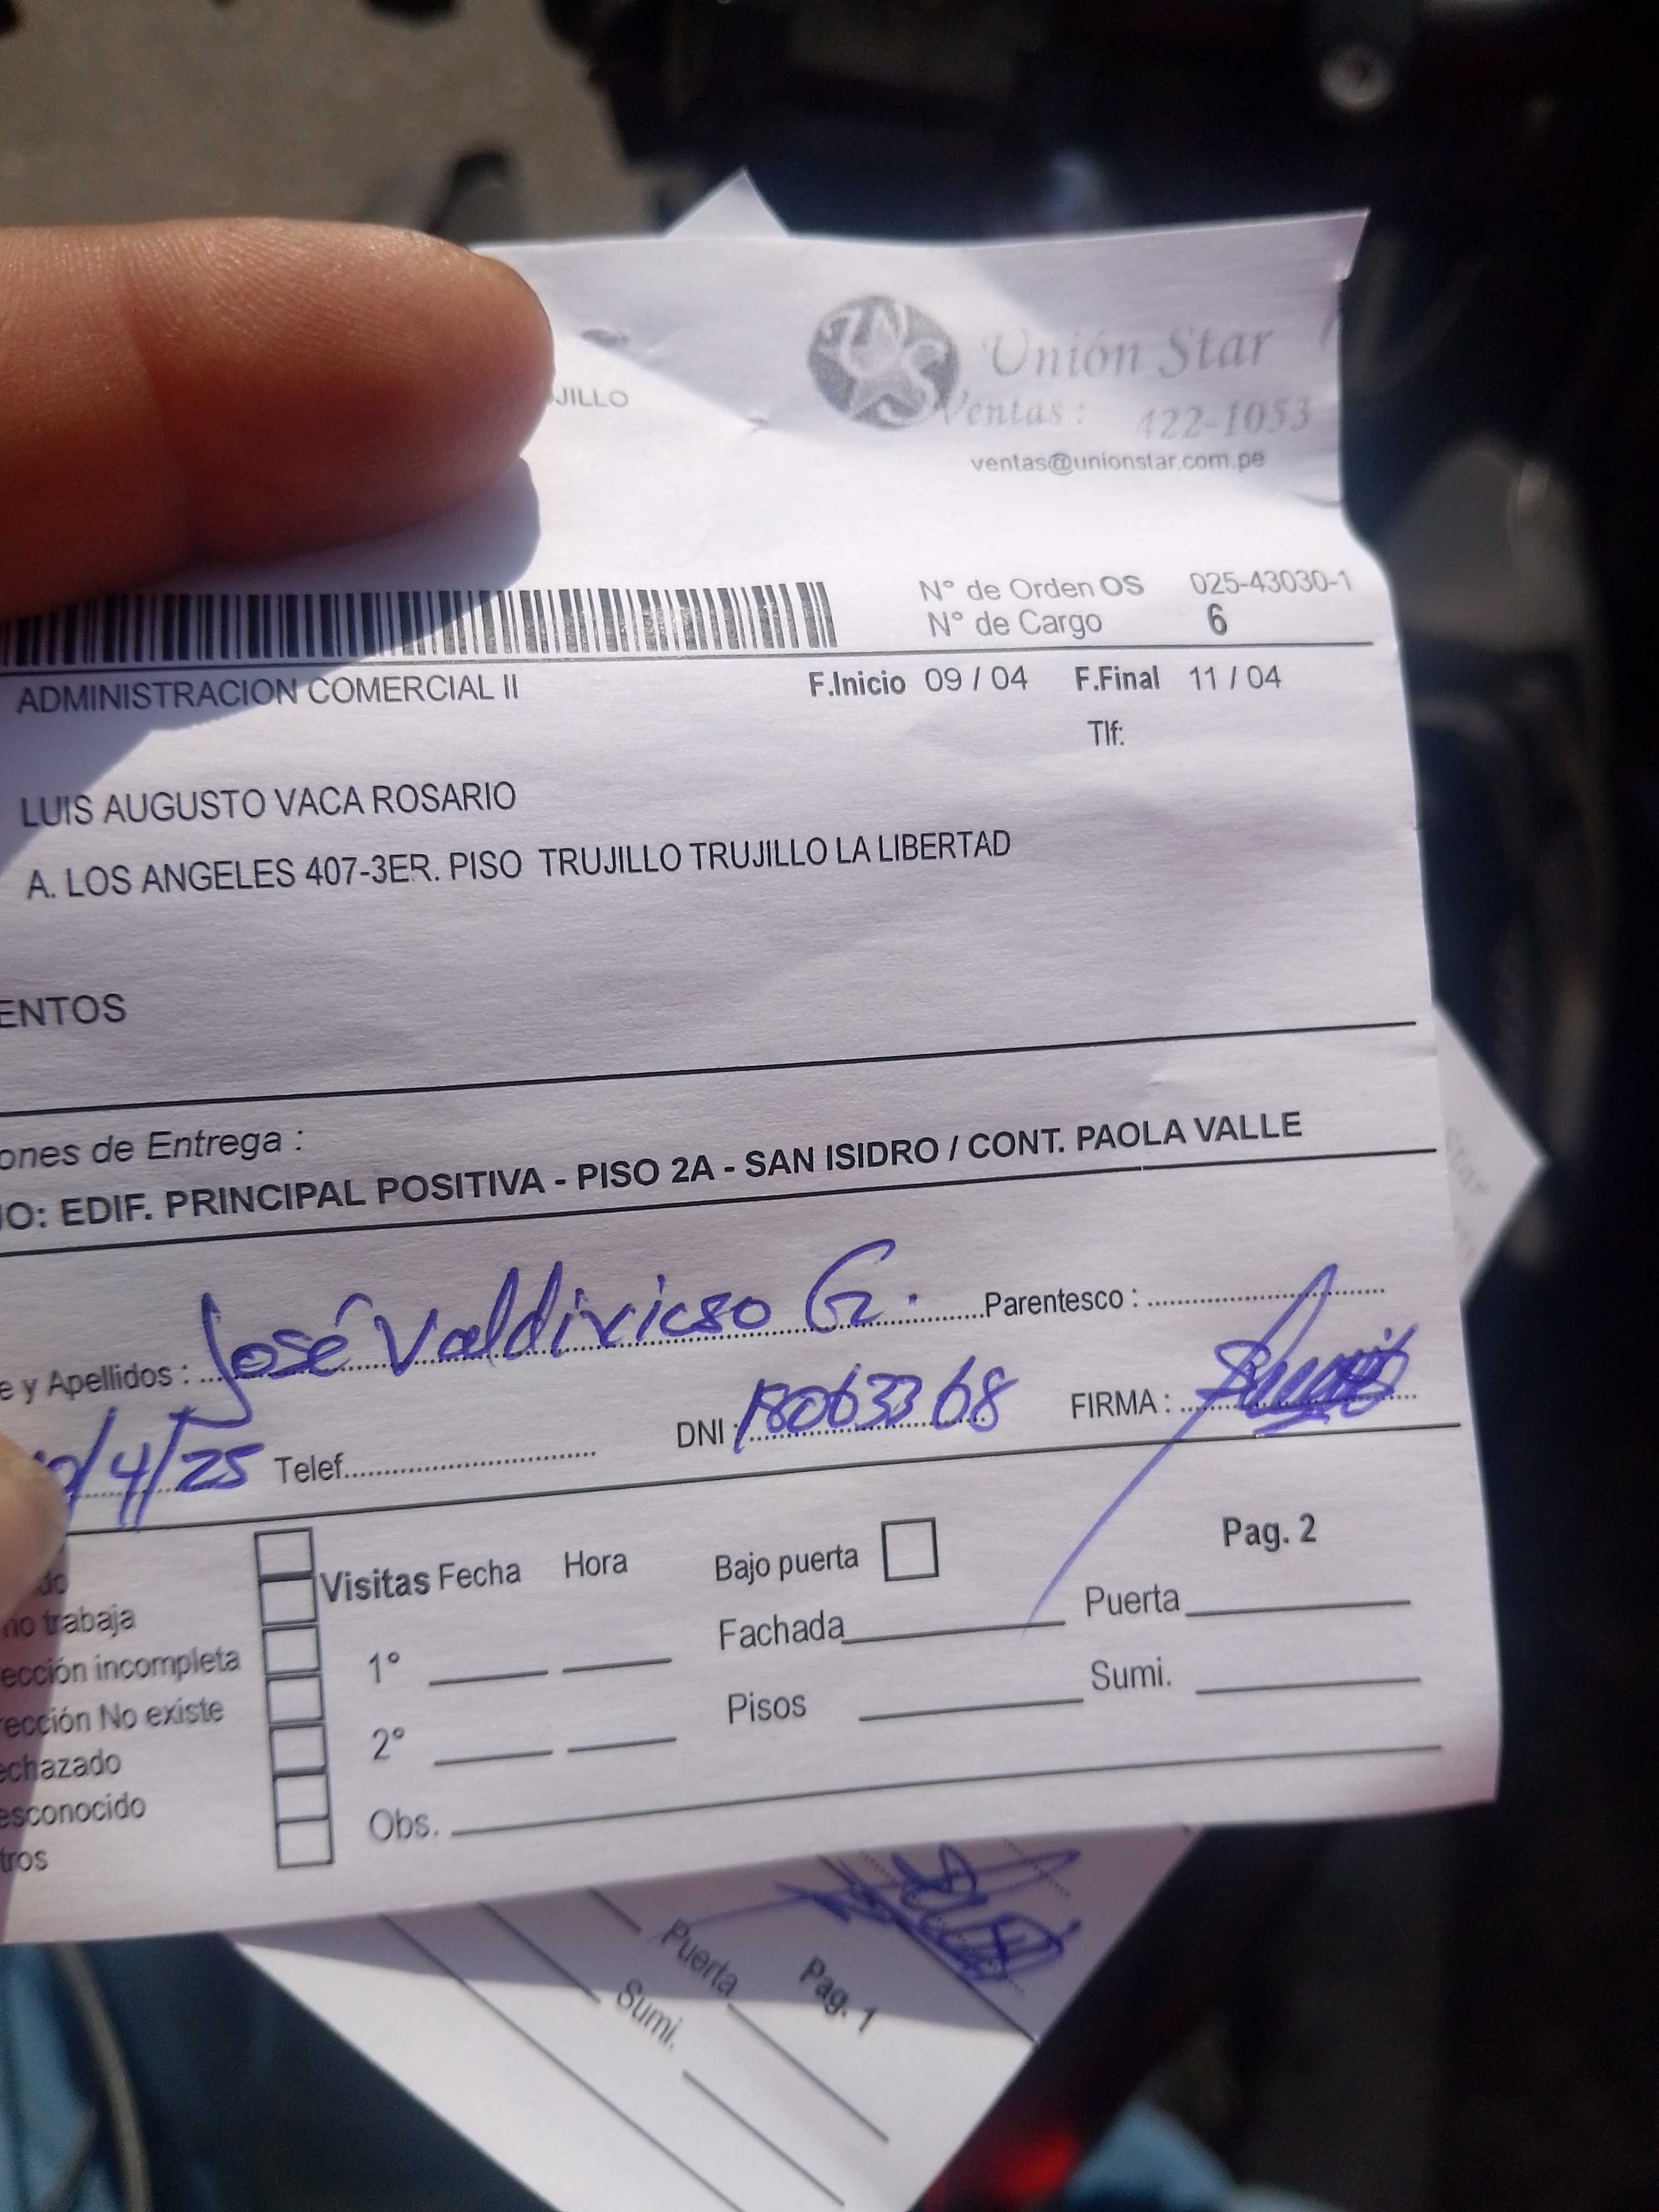 JILLO
Unión Star
Ventas: 422-1053
ventas@unionstar.com.pe
N° de Orden OS 025-43030-1
N° de Cargo 6
ADMINISTRACION COMERCIAL II F.Inicio 09 / 04 F.Final 11 / 04
Tlf:
LUIS AUGUSTO VACA ROSARIO
A. LOS ANGELES 407-3ER. PISO TRUJILLO TRUJILLO LA LIBERTAD
ENTOS
ones de Entrega :
JO: EDIF. PRINCIPAL POSITIVA - PISO 2A - SAN ISIDRO / CONT. PAOLA VALLE
e y Apellidos : José Valdivieso G. Parentesco :
/4/25 Telef. DNI : 18063368 FIRMA :
do Visitas Fecha Hora Bajo puerta Pag. 2
no trabaja Fachada Puerta
ección incompleta 1°
rección No existe Pisos Sumi.
echazado 2°
esconocido Obs.
tros
Puerta Pag. 1
Sumi.